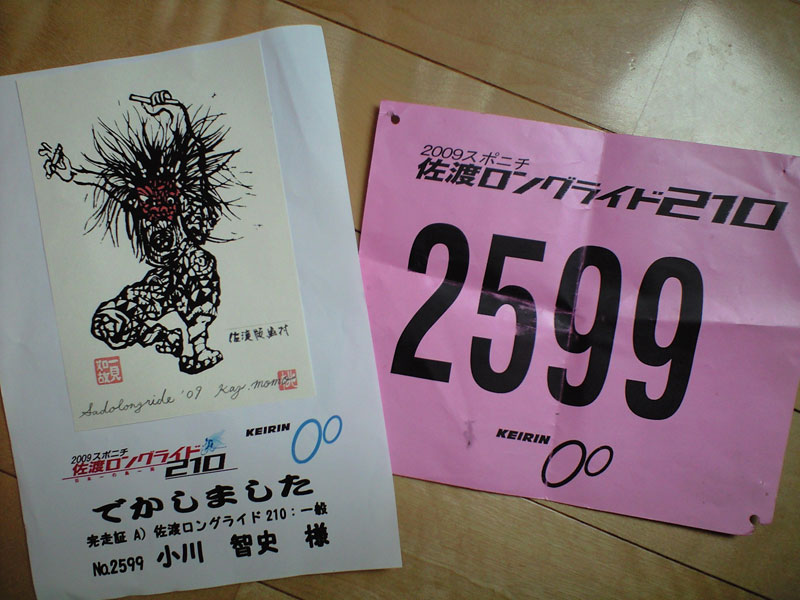 佐渡版画村
Sadolongride '09 Kaz.moma
2009スポニチ
佐渡ロングライド210
KEIRIN
でかしました
完走証 A) 佐渡ロングライド210:一般
No.2599 小川 智史 様
2009スポニチ
佐渡ロングライド210
2599
KEIRIN